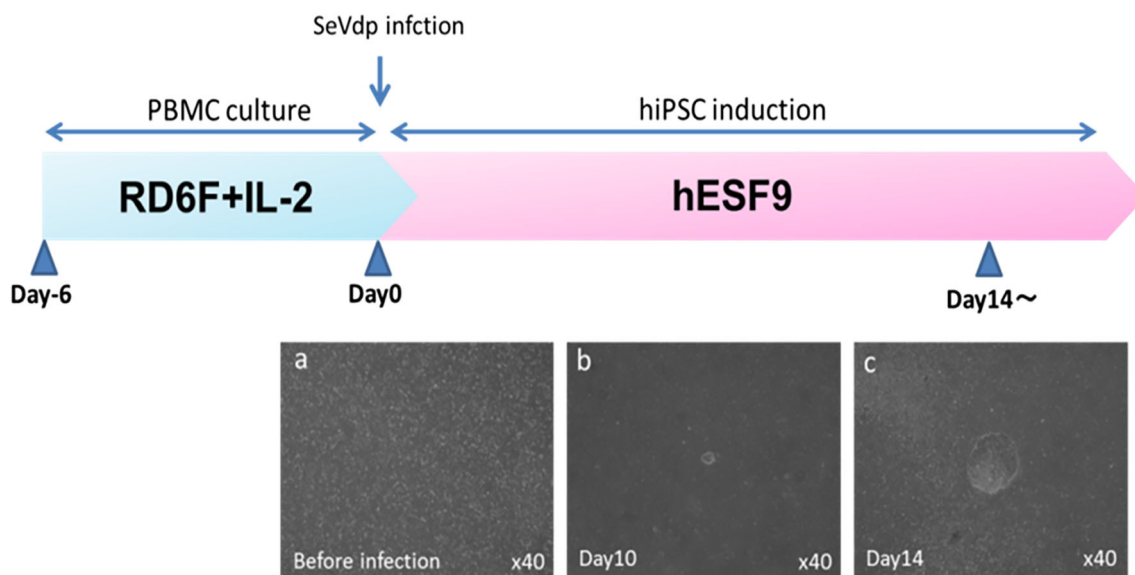 SeVdp infction
PBMC culture
hiPSC induction
RD6F+IL-2
hESF9
Day-6
Day0
Day14～
a
Before infection
x40
b
Day10
x40
c
Day14
x40